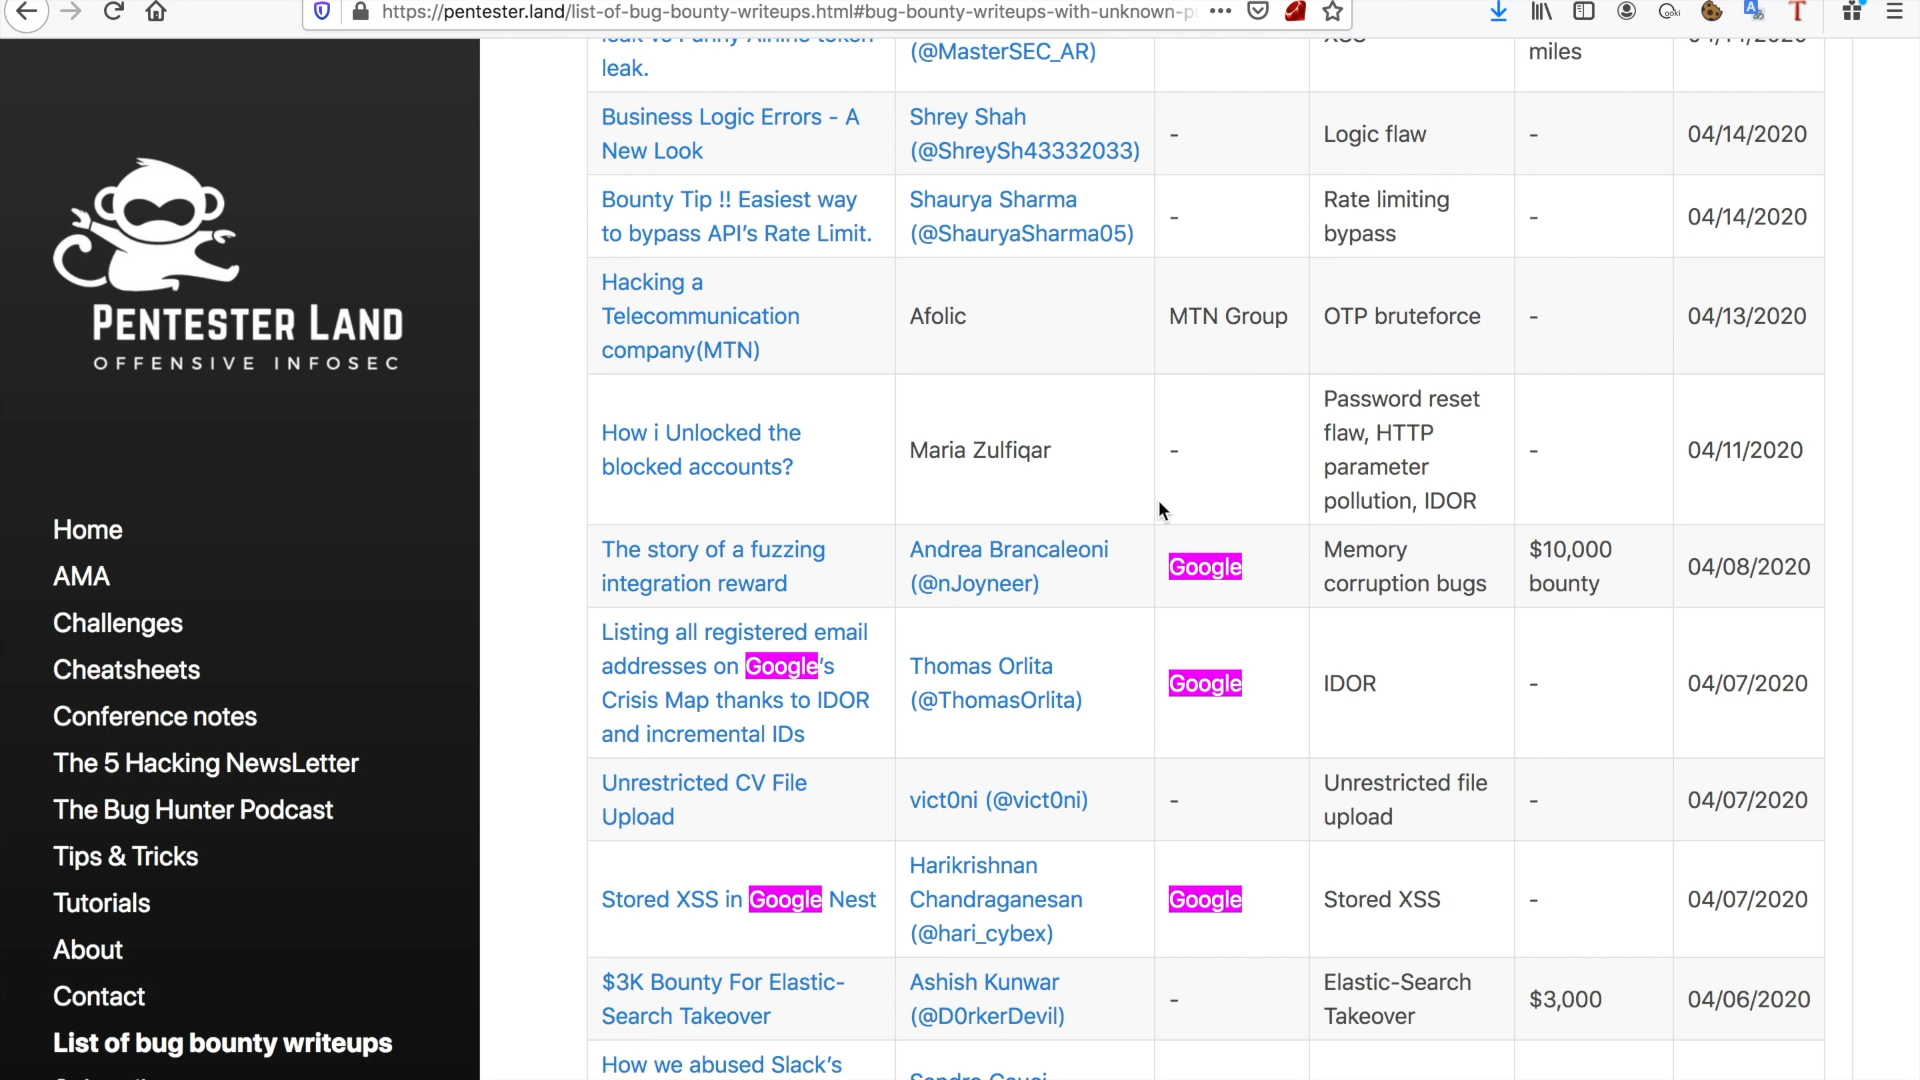 https://pentester.land/list-of-bug-bounty-writeups.html#bug-bounty-writeups-with-unknown-p
PENTESTER LAND
OFFENSIVE INFOSEC
Home
AMA
Challenges
Cheatsheets
Conference notes
The 5 Hacking NewsLetter
The Bug Hunter Podcast
Tips & Tricks
Tutorials
About
Contact
List of bug bounty writeups
leak.
(@MasterSEC_AR)
miles
Business Logic Errors - A
New Look
Shrey Shah
(@ShreySh43332033)
-
Logic flaw
-
04/14/2020
Bounty Tip !! Easiest way
to bypass API's Rate Limit.
Shaurya Sharma
(@ShauryaSharma05)
-
Rate limiting
bypass
-
04/14/2020
Hacking a
Telecommunication
company(MTN)
Afolic
MTN Group
OTP bruteforce
-
04/13/2020
How i Unlocked the
blocked accounts?
Maria Zulfiqar
-
Password reset
flaw, HTTP
parameter
pollution, IDOR
-
04/11/2020
The story of a fuzzing
integration reward
Andrea Brancaleoni
(@nJoyneer)
Google
Memory
corruption bugs
$10,000
bounty
04/08/2020
Listing all registered email
addresses on Google's
Crisis Map thanks to IDOR
and incremental IDs
Thomas Orlita
(@ThomasOrlita)
Google
IDOR
-
04/07/2020
Unrestricted CV File
Upload
vict0ni (@vict0ni)
-
Unrestricted file
upload
-
04/07/2020
Stored XSS in Google Nest
Harikrishnan
Chandraganesan
(@hari_cybex)
Google
Stored XSS
-
04/07/2020
$3K Bounty For Elastic-
Search Takeover
Ashish Kunwar
(@D0rkerDevil)
-
Elastic-Search
Takeover
$3,000
04/06/2020
How we abused Slack's